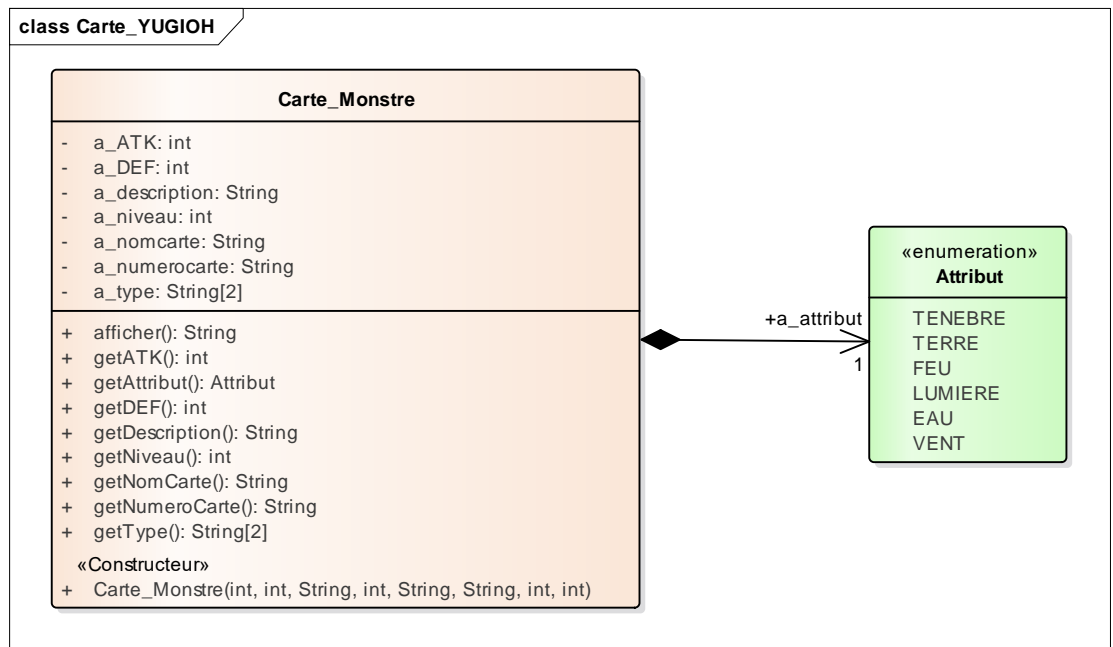 class Carte_YUGIOH
Carte_Monstre
- a_ATK: int
- a_DEF: int
- a_description: String
- a_niveau: int
- a_nomcarte: String
- a_numerocarte: String
- a_type: String[2]
+ afficher(): String
+ getATK(): int
+ getAttribut(): Attribut
+ getDEF(): int
+ getDescription(): String
+ getNiveau(): int
+ getNomCarte(): String
+ getNumeroCarte(): String
+ getType(): String[2]
«Constructeur»
+ Carte_Monstre(int, int, String, int, String, String, int, int)
+a_attribut
1
«enumeration»
Attribut
TENEBRE
TERRE
FEU
LUMIERE
EAU
VENT